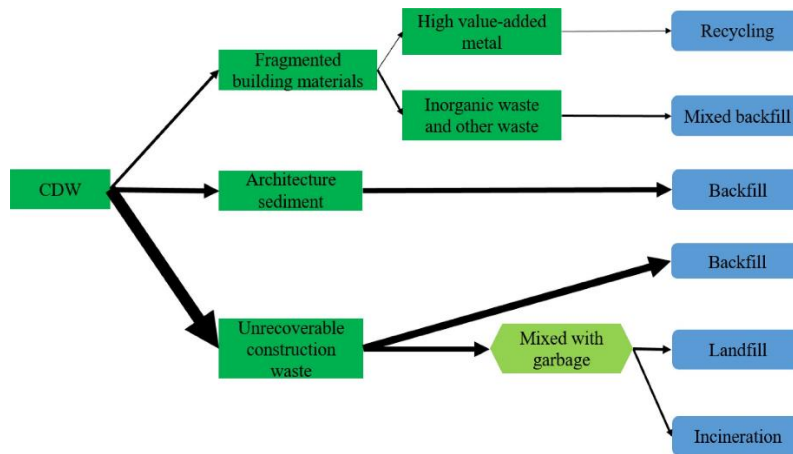 High value-added
metal
Recycling
Fragmented
building materials
Inorganic waste
and other waste
Mixed backfill
CDW
Architecture
sediment
Backfill
Backfill
Unrecoverable
construction
waste
Mixed with
garbage
Landfill
Incineration